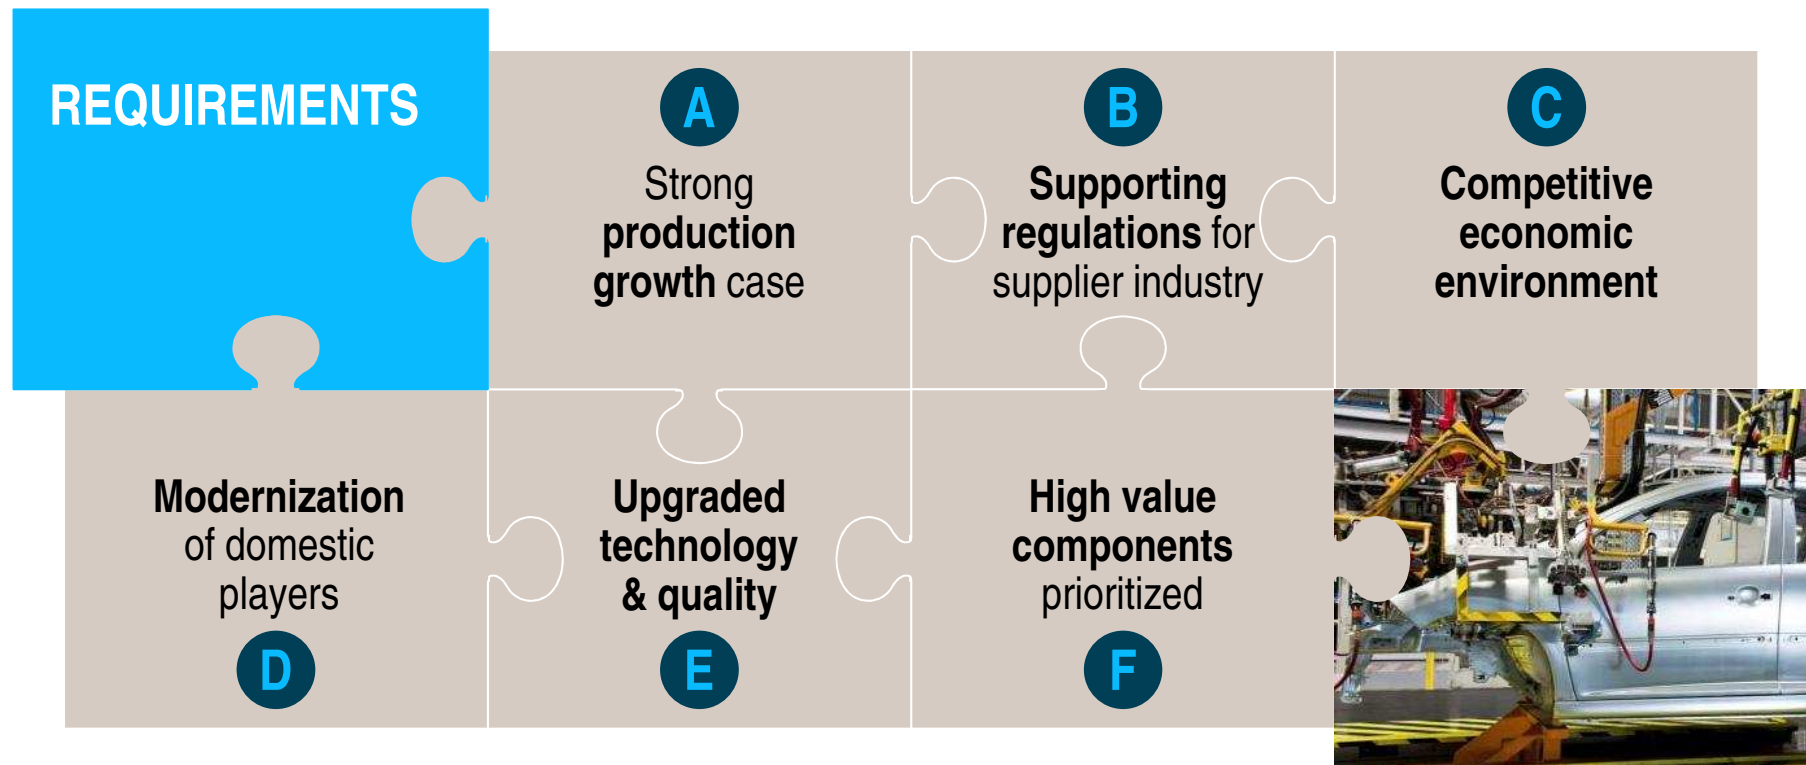 REQUIREMENTS
A
Strong
production
growth case
B
Supporting
regulations for
supplier industry
C
Competitive
economic
environment
Modernization
of domestic
players
D
Upgraded
technology
& quality
E
High value
components
prioritized
F